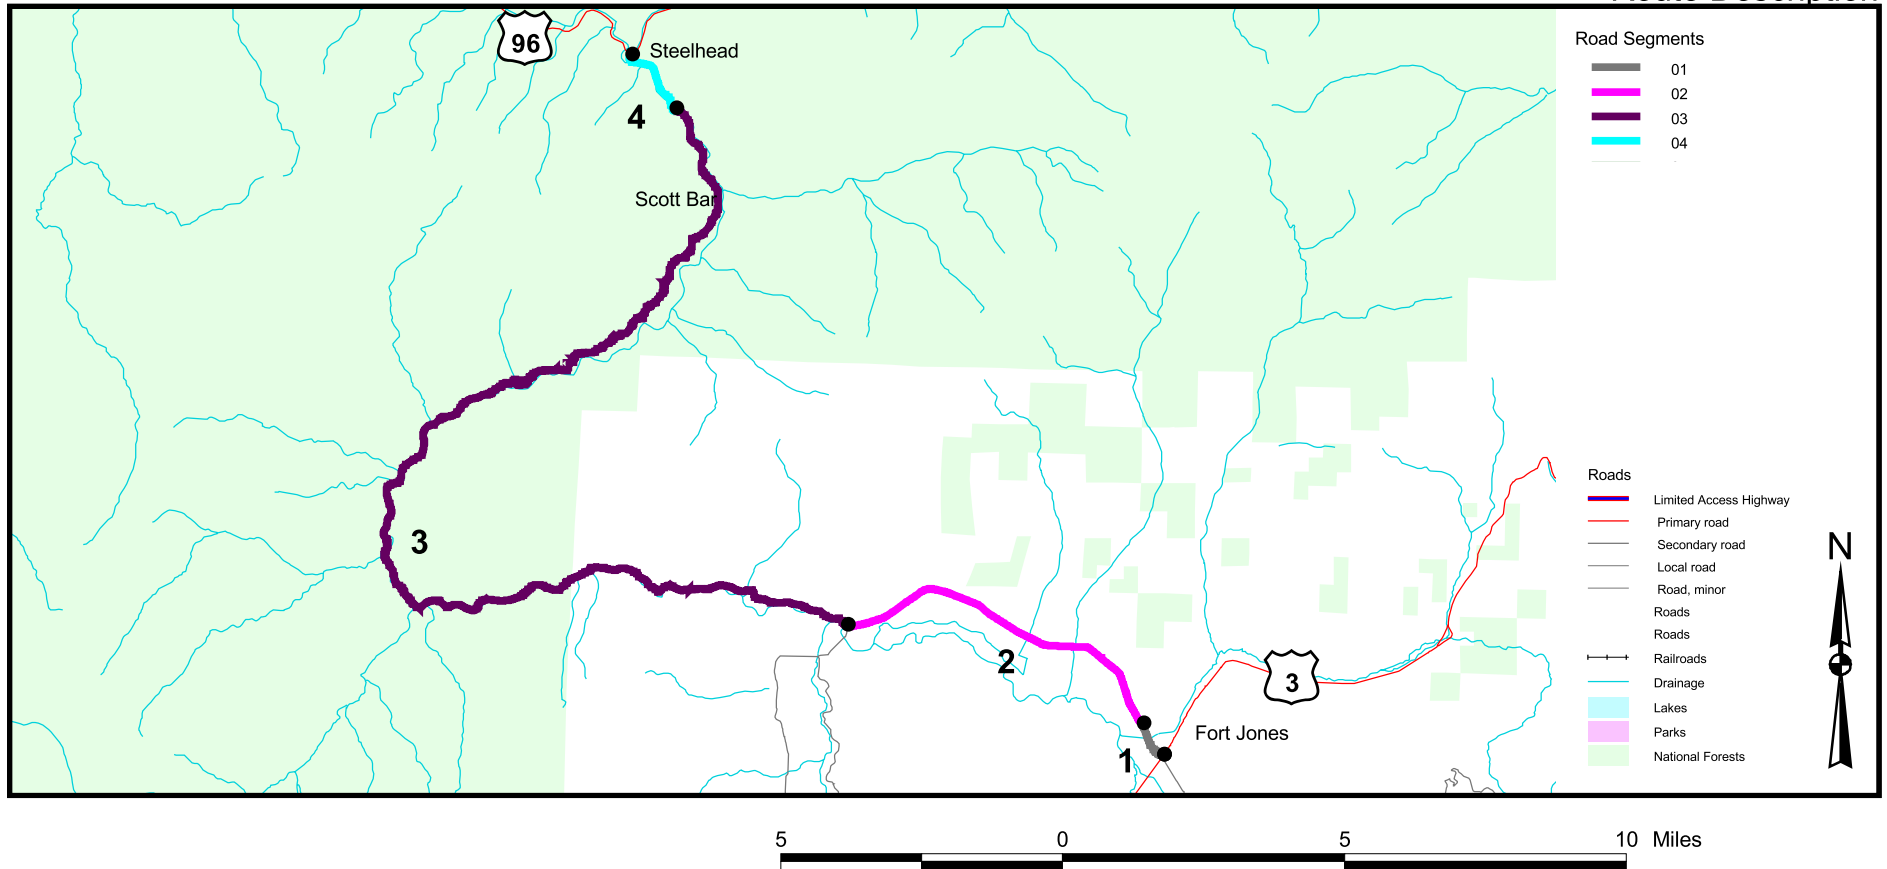 96
Steelhead
4
Scott Bar
3
2
3
Fort Jones
1
Road Segments
01
02
03
04
Roads
Limited Access Highway
Primary road
Secondary road
Local road
Road, minor
Roads
Roads
Railroads
Drainage
Lakes
Parks
National Forests
N
5 0 5 10 Miles